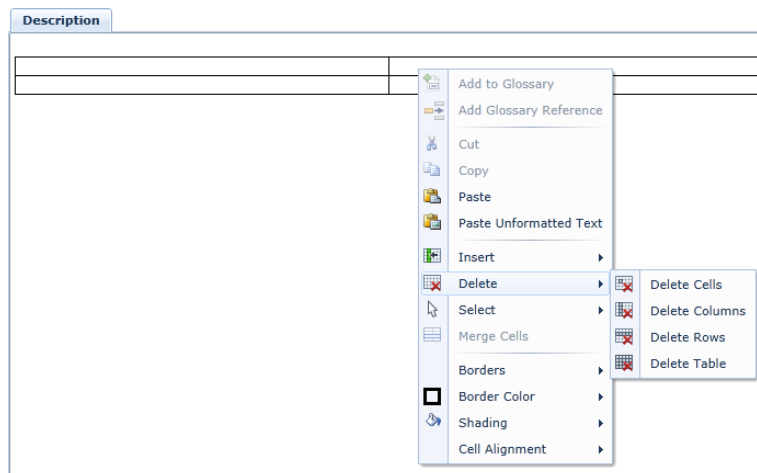 Description
Add to Glossary
Add Glossary Reference
Cut
Copy
Paste
Paste Unformatted Text
Insert
Delete
Delete Cells
Select
Delete Columns
Merge Cells
Delete Rows
Delete Table
Borders
Border Color
Shading
Cell Alignment